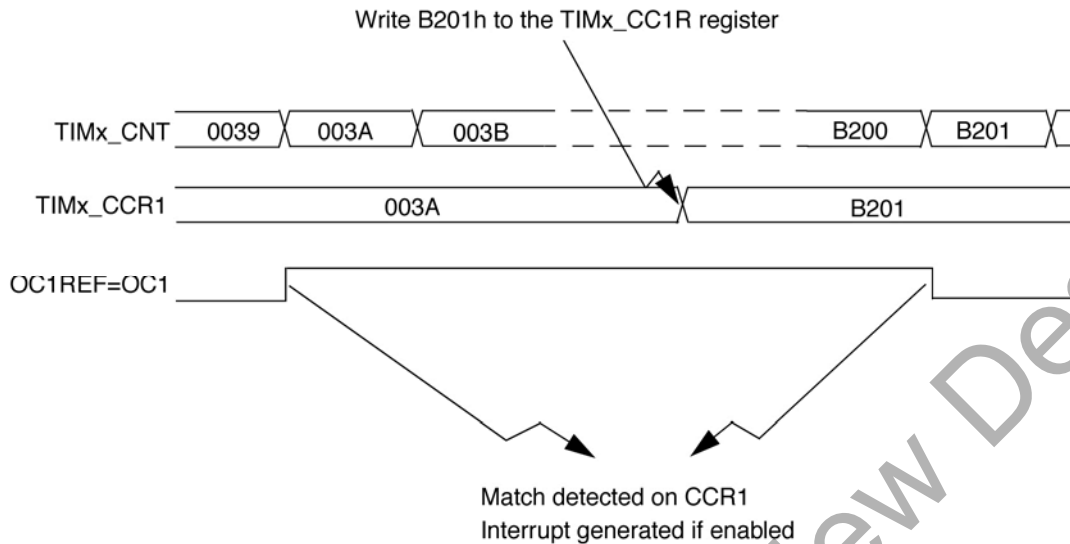 Write B201h to the TIMx_CC1R register
TIMx_CNT 0039 003A 003B B200 B201
TIMx_CCR1 003A B201
OC1REF=OC1
Match detected on CCR1
Interrupt generated if enabled